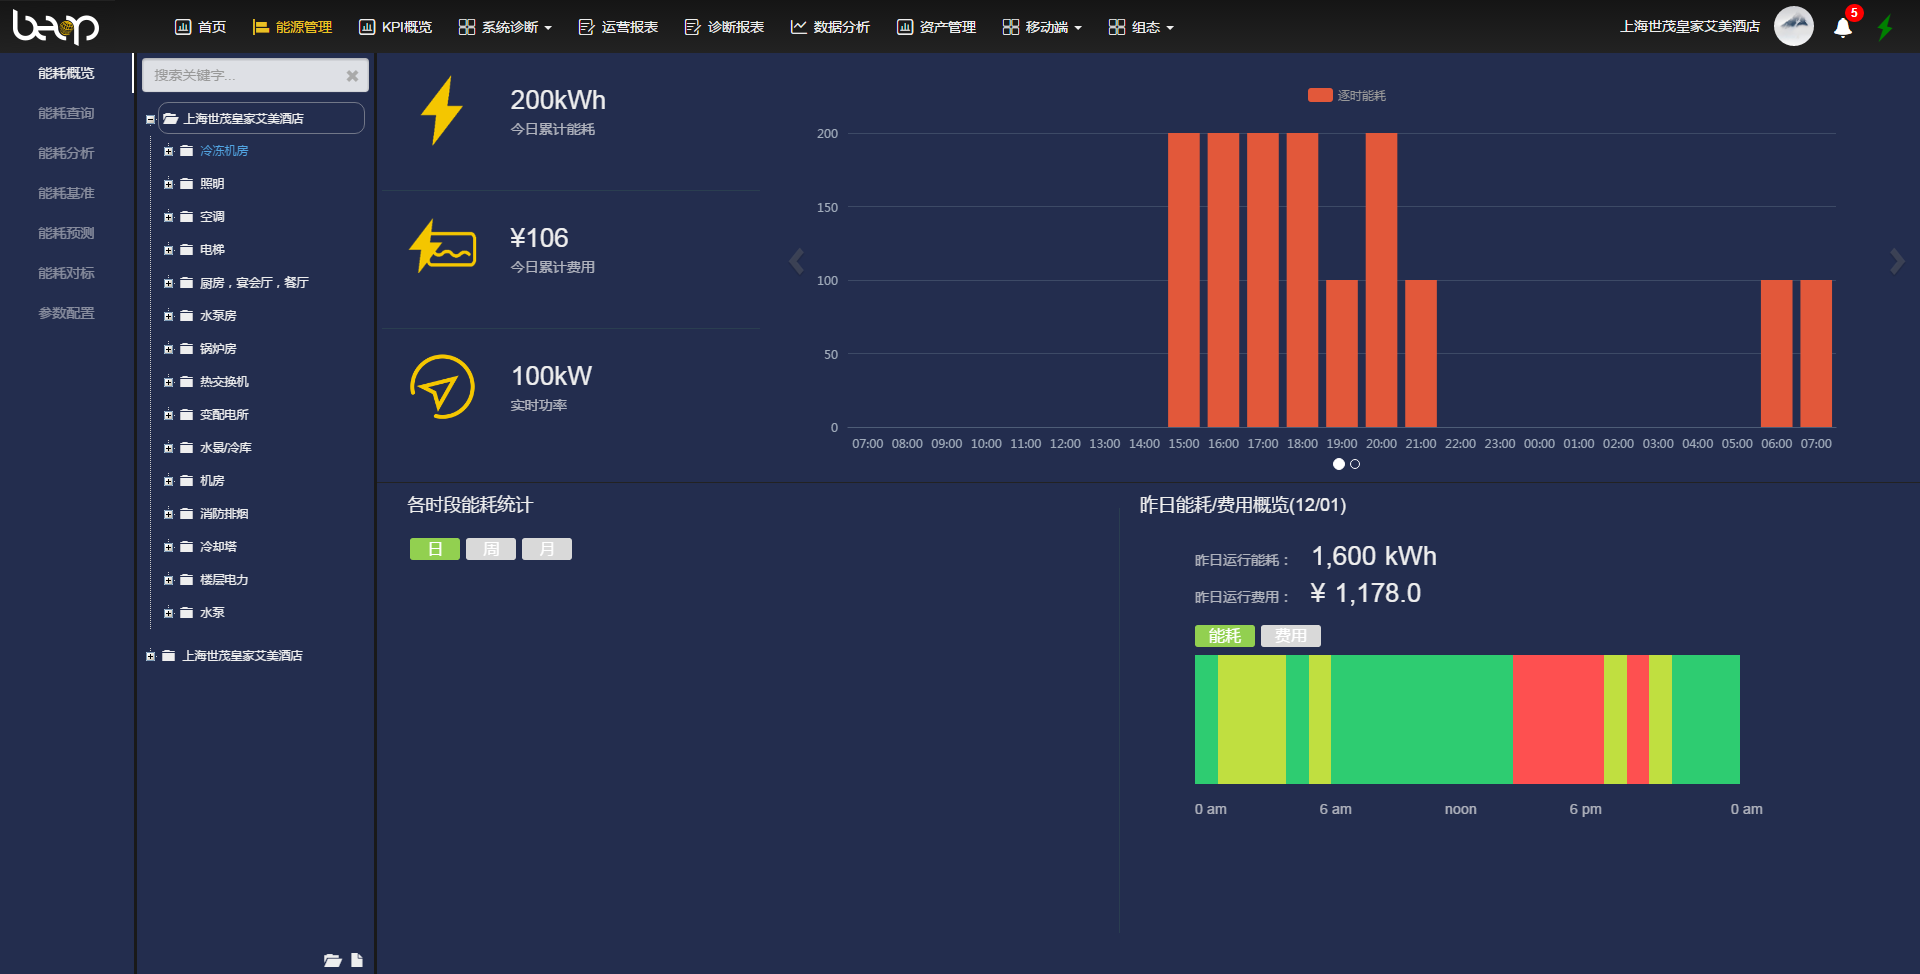 beop
首页
能源管理
KPI概览
系统诊断
运营报表
诊断报表
数据分析
资产管理
移动端
组态
上海世茂皇家艾美酒店
5
能耗概览
能耗查询
能耗分析
能耗基准
能耗预测
能耗对标
参数配置
搜索关键字...
上海世茂皇家艾美酒店
冷冻机房
照明
空调
电梯
厨房，宴会厅，餐厅
水泵房
锅炉房
热交换机
变配电所
水景/冷库
机房
消防排烟
冷却塔
楼层电力
水泵
上海世茂皇家艾美酒店
200kWh
今日累计能耗
¥106
今日累计费用
100kW
实时功率
逐时能耗
200
150
100
50
0
07:00 08:00 09:00 10:00 11:00 12:00 13:00 14:00 15:00 16:00 17:00 18:00 19:00 20:00 21:00 22:00 23:00 00:00 01:00 02:00 03:00 04:00 05:00 06:00 07:00
各时段能耗统计
日 周 月
昨日能耗/费用概览(12/01)
昨日运行能耗： 1,600 kWh
昨日运行费用： ¥ 1,178.0
能耗 费用
0 am 6 am noon 6 pm 0 am